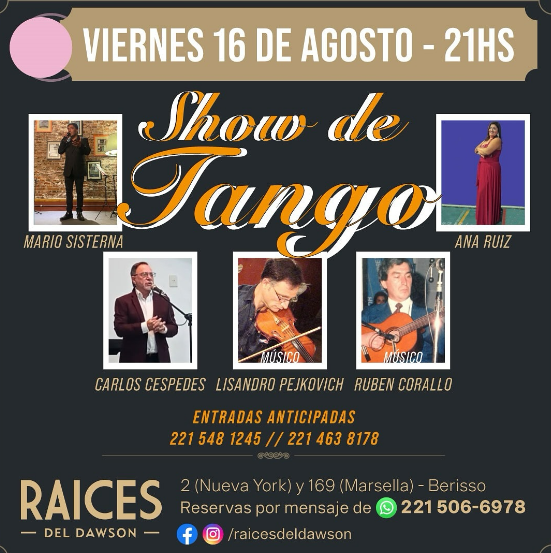 VIERNES 16 DE AGOSTO - 21HS
Show de
Tango
MARIO SISTERNA
ANA RUIZ
MÚSICO
MÚSICO
CARLOS CESPEDES
LISANDRO PEJKOVICH
RUBEN CORALLO
ENTRADAS ANTICIPADAS
221 548 1245 // 221 463 8178
RAICES
DEL DAWSON
2 (Nueva York) y 169 (Marsella) - Berisso
Reservas por mensaje de 221 506-6978
/raicesdeldawson